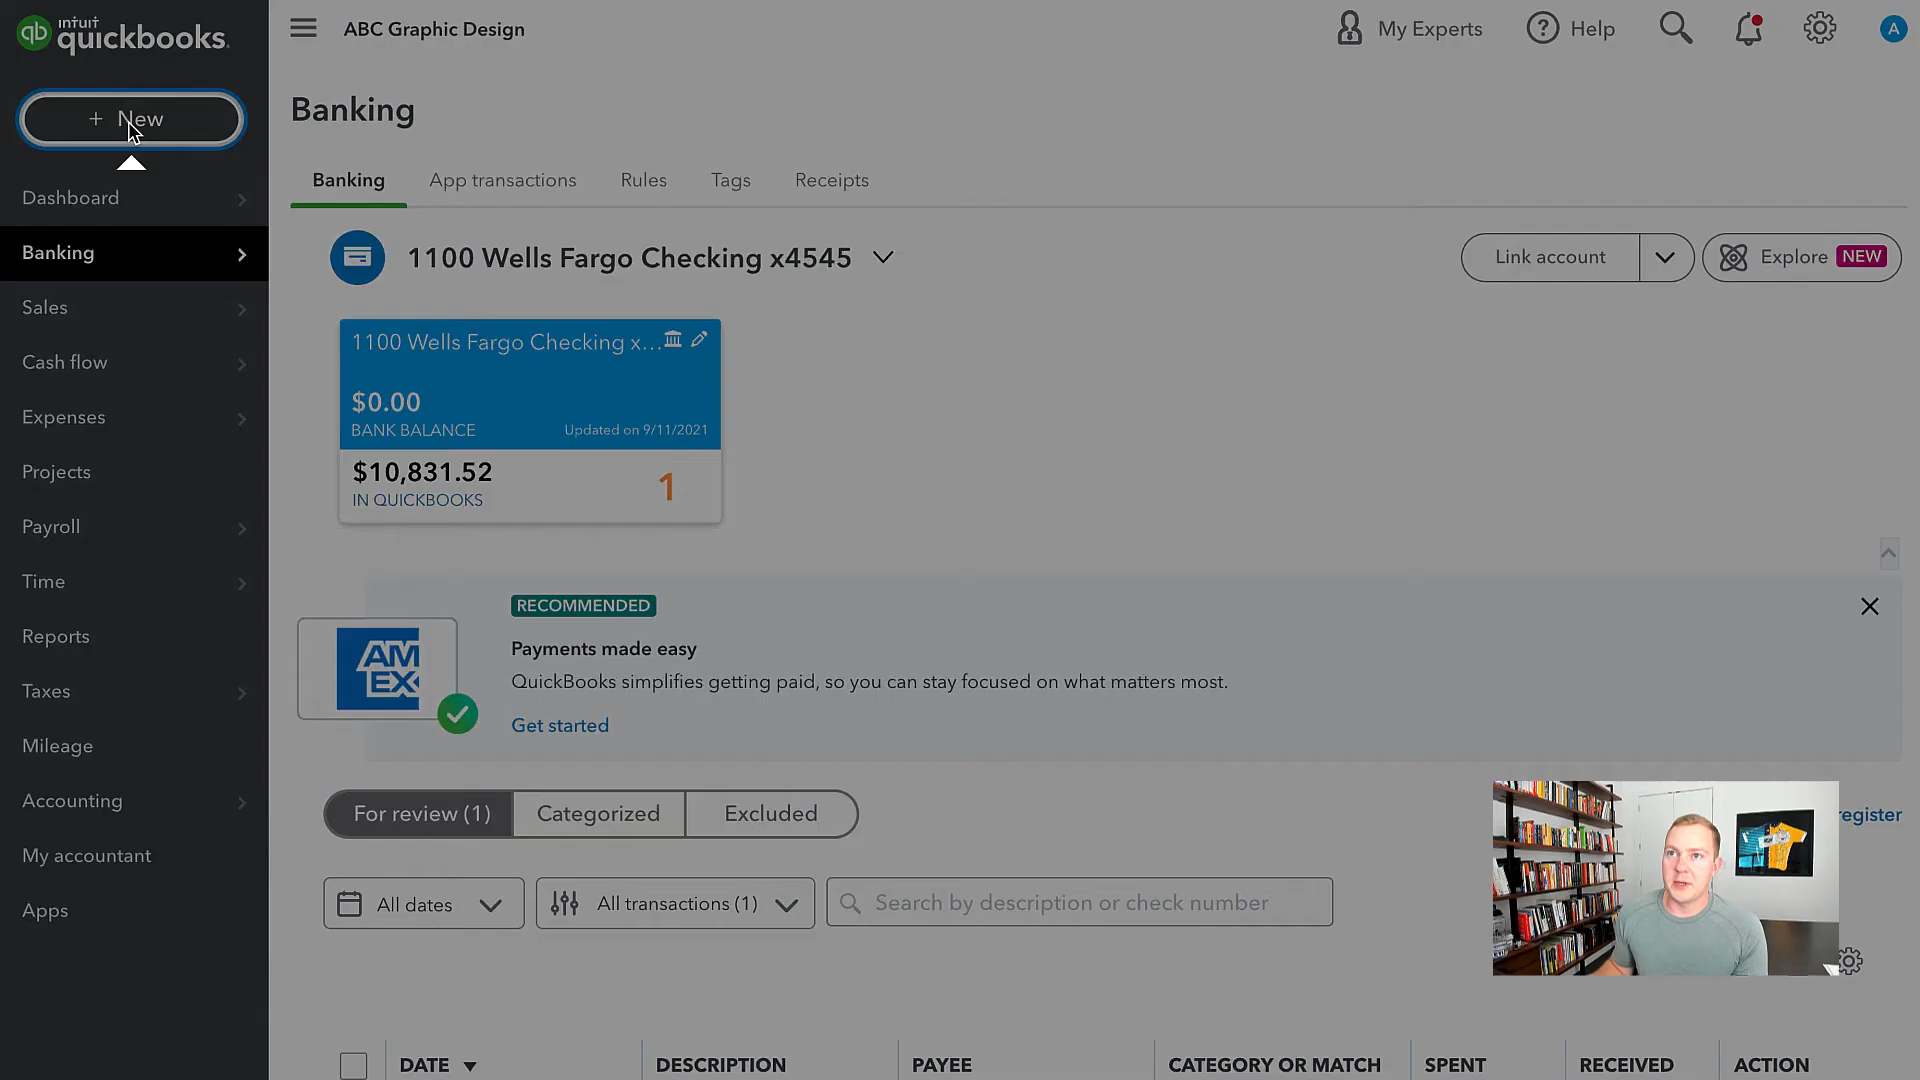 intuit
quickbooks.
ABC Graphic Design
My Experts
Help
A
+ New
Banking
Dashboard
Banking
Sales
Cash flow
Expenses
Projects
Payroll
Time
Reports
Taxes
Mileage
Accounting
My accountant
Apps
Banking
App transactions
Rules
Tags
Receipts
1100 Wells Fargo Checking x4545
Link account
Explore NEW
1100 Wells Fargo Checking x...
$0.00
BANK BALANCE
Updated on 9/11/2021
$10,831.52
IN QUICKBOOKS
1
AM
EX
RECOMMENDED
Payments made easy
QuickBooks simplifies getting paid, so you can stay focused on what matters most.
Get started
For review (1)
Categorized
Excluded
register
All dates
All transactions (1)
Search by description or check number
DATE
DESCRIPTION
PAYEE
CATEGORY OR MATCH
SPENT
RECEIVED
ACTION